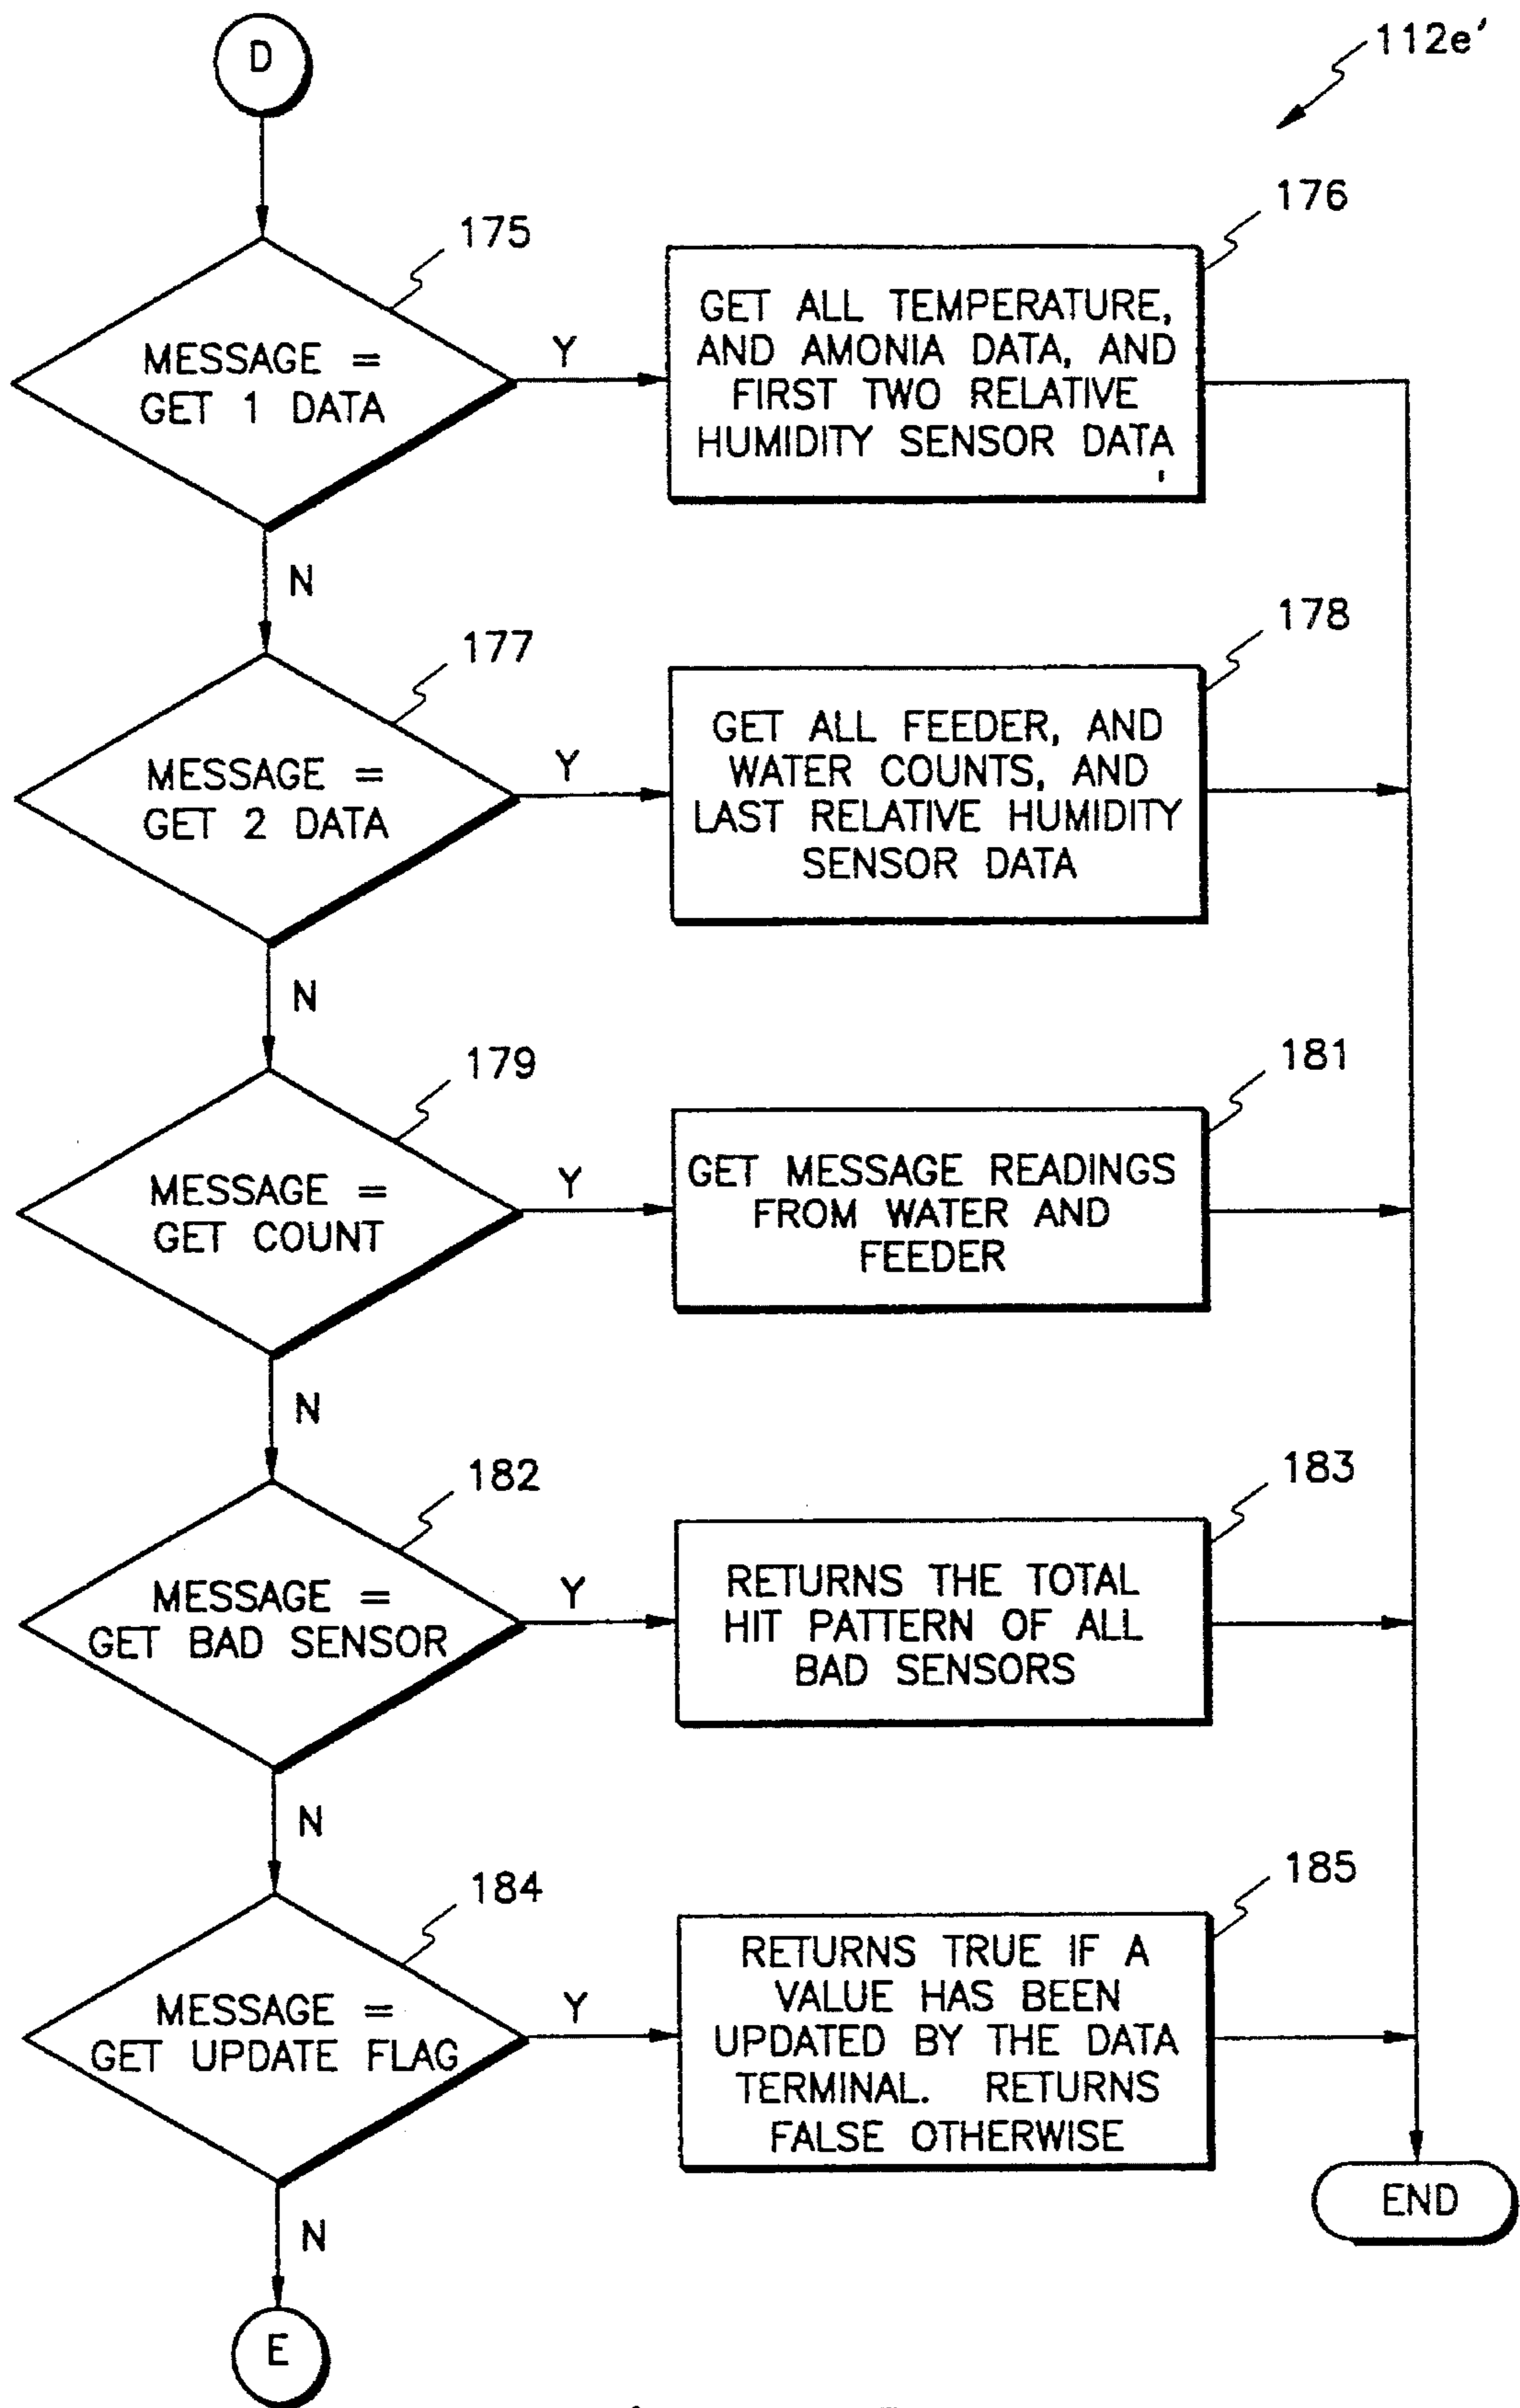 D
112e'
175
176
MESSAGE =
GET 1 DATA
Y
GET ALL TEMPERATURE,
AND AMONIA DATA, AND
FIRST TWO RELATIVE
HUMIDITY SENSOR DATA
N
177
178
MESSAGE =
GET 2 DATA
Y
GET ALL FEEDER, AND
WATER COUNTS, AND
LAST RELATIVE HUMIDITY
SENSOR DATA
N
179
181
MESSAGE =
GET COUNT
Y
GET MESSAGE READINGS
FROM WATER AND
FEEDER
N
182
183
MESSAGE =
GET BAD SENSOR
Y
RETURNS THE TOTAL
HIT PATTERN OF ALL
BAD SENSORS
N
184
185
MESSAGE =
GET UPDATE FLAG
Y
RETURNS TRUE IF A
VALUE HAS BEEN
UPDATED BY THE DATA
TERMINAL. RETURNS
FALSE OTHERWISE
END
N
E